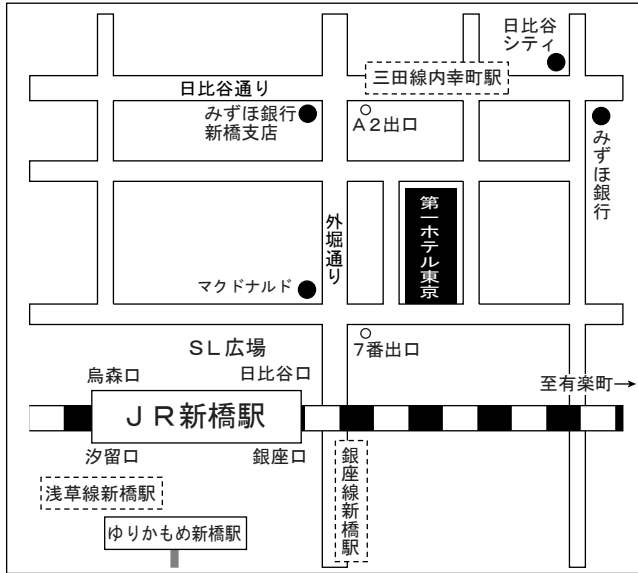 日比谷
シティ
三田線内幸町駅
日比谷通り
みずほ銀行
新橋支店
A2出口
みずほ銀行
外堀通り
第一ホテル東京
マクドナルド
SL広場
7番出口
烏森口
日比谷口
至有楽町→
JR新橋駅
汐留口
銀座口
銀座線新橋駅
浅草線新橋駅
ゆりかもめ新橋駅